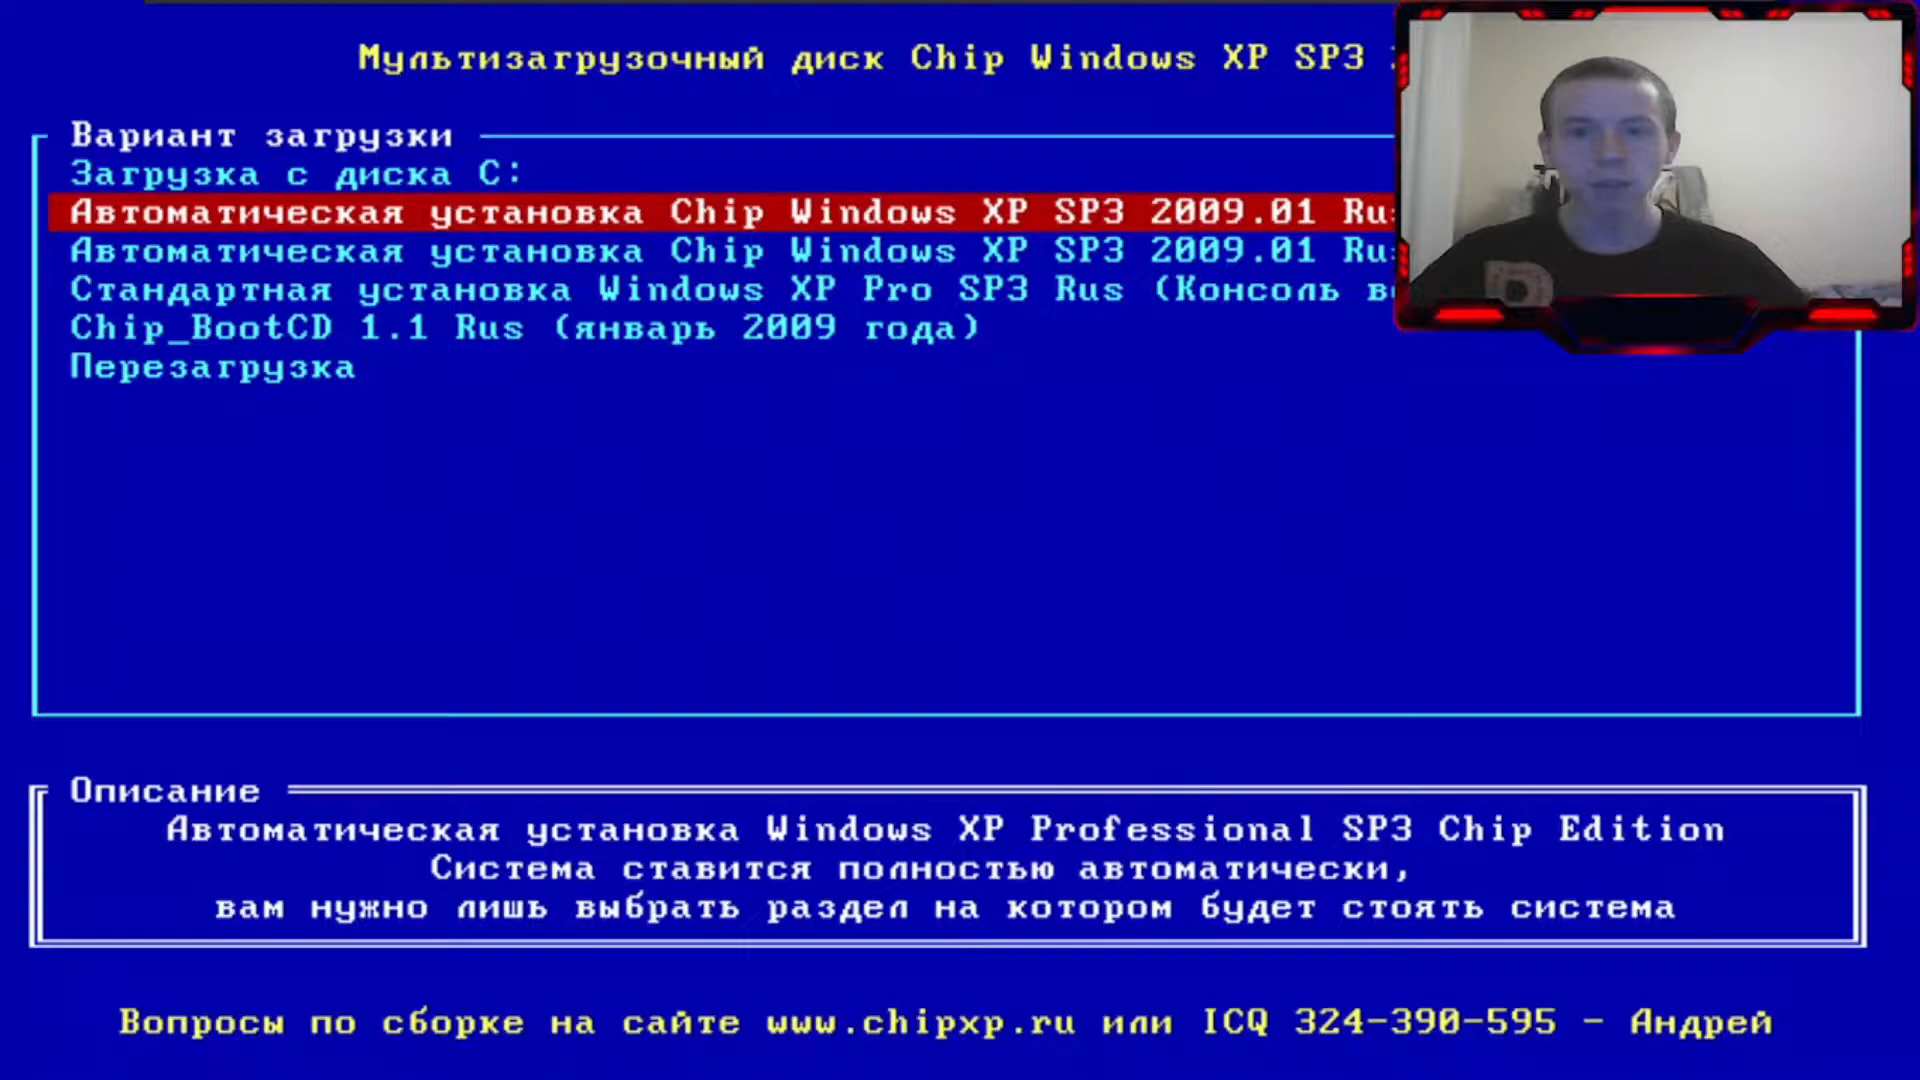 Мультизагрузочный диск Chip Windows XP SP3
Вариант загрузки
Загрузка с диска C:
Автоматическая установка Chip Windows XP SP3 2009.01
Автоматическая установка Chip Windows XP SP3 2009.01
Стандартная установка Windows XP Pro SP3 Rus (Консоль
Chip_BootCD 1.1 Rus (январь 2009 года)
Перезагрузка
Описание
Автоматическая установка Windows XP Professional SP3 Chip Edition
Система ставится полностью автоматически,
вам нужно лишь выбрать раздел на котором будет стоять система
Вопросы по сборке на сайте www.chipxp.ru или ICQ 324-390-595 - Андрей